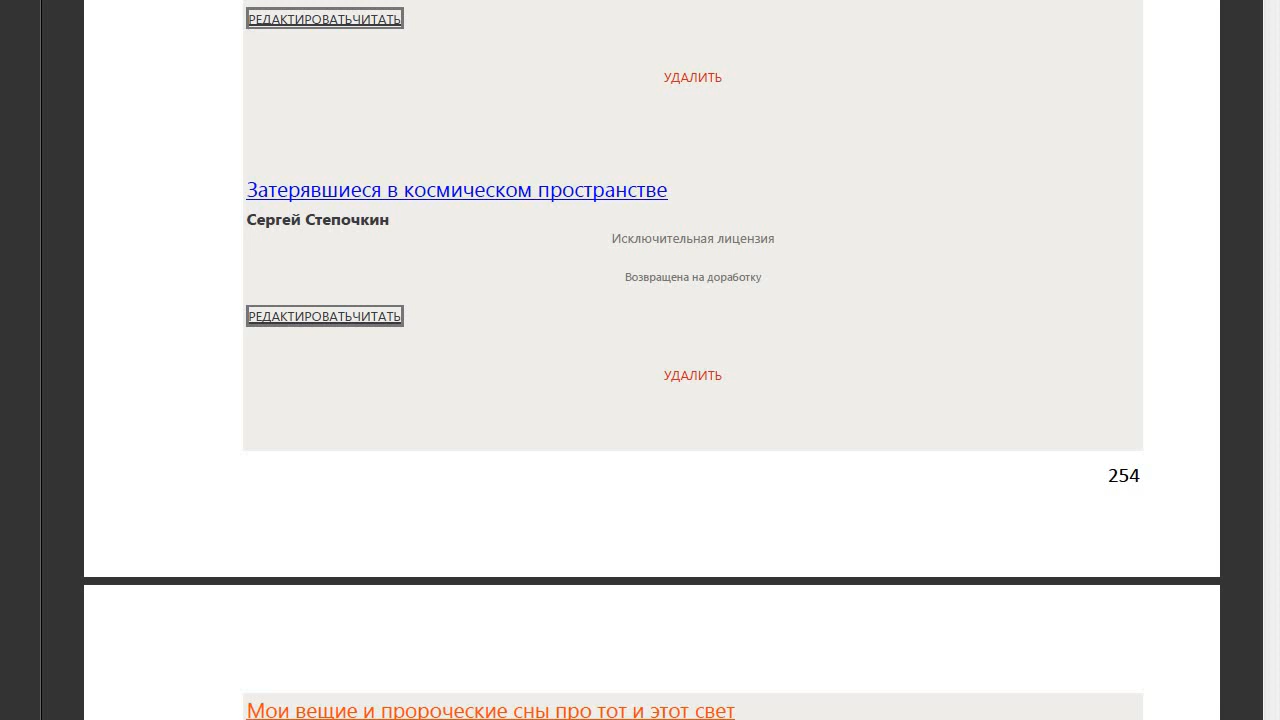 РЕДАКТИРОВАТЬЧИТАТЬ
УДАЛИТЬ
Затерявшиеся в космическом пространстве
Сергей Степочкин
Исключительная лицензия
Возвращена на доработку
РЕДАКТИРОВАТЬЧИТАТЬ
УДАЛИТЬ
254
Мои вещие и пророческие сны про тот и этот свет